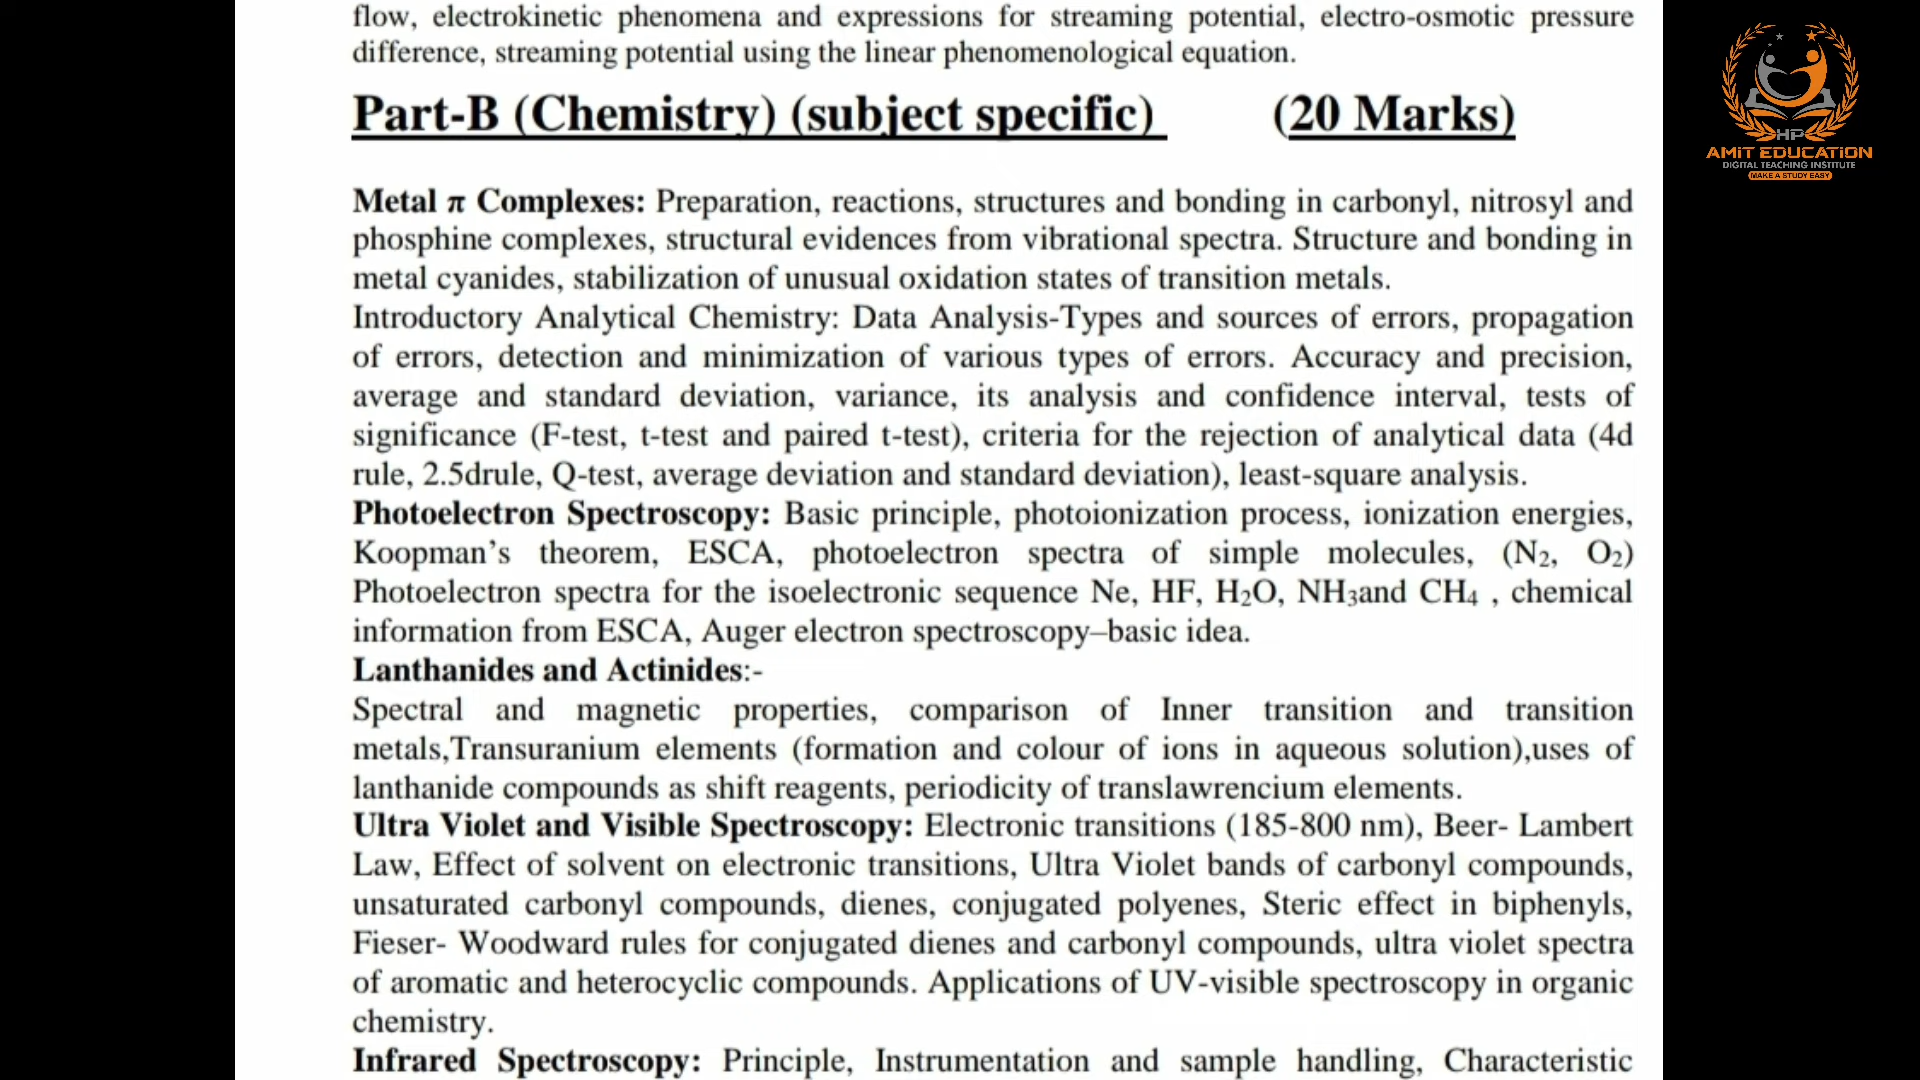 flow, electrokinetic phenomena and expressions for streaming potential, electro-osmotic pressure
difference, streaming potential using the linear phenomenological equation.
Part-B (Chemistry) (subject specific) (20 Marks)
Metal π Complexes: Preparation, reactions, structures and bonding in carbonyl, nitrosyl and
phosphine complexes, structural evidences from vibrational spectra. Structure and bonding in
metal cyanides, stabilization of unusual oxidation states of transition metals.
Introductory Analytical Chemistry: Data Analysis-Types and sources of errors, propagation
of errors, detection and minimization of various types of errors. Accuracy and precision,
average and standard deviation, variance, its analysis and confidence interval, tests of
significance (F-test, t-test and paired t-test), criteria for the rejection of analytical data (4d
rule, 2.5drule, Q-test, average deviation and standard deviation), least-square analysis.
Photoelectron Spectroscopy: Basic principle, photoionization process, ionization energies,
Koopman’s theorem, ESCA, photoelectron spectra of simple molecules, (N₂, O₂)
Photoelectron spectra for the isoelectronic sequence Ne, HF, H₂O, NH₃and CH₄ , chemical
information from ESCA, Auger electron spectroscopy–basic idea.
Lanthanides and Actinides:-
Spectral and magnetic properties, comparison of Inner transition and transition
metals,Transuranium elements (formation and colour of ions in aqueous solution),uses of
lanthanide compounds as shift reagents, periodicity of translawrencium elements.
Ultra Violet and Visible Spectroscopy: Electronic transitions (185-800 nm), Beer- Lambert
Law, Effect of solvent on electronic transitions, Ultra Violet bands of carbonyl compounds,
unsaturated carbonyl compounds, dienes, conjugated polyenes, Steric effect in biphenyls,
Fieser- Woodward rules for conjugated dienes and carbonyl compounds, ultra violet spectra
of aromatic and heterocyclic compounds. Applications of UV-visible spectroscopy in organic
chemistry.
Infrared Spectroscopy: Principle, Instrumentation and sample handling, Characteristic
HP
AMiT EDUCATiON
DIGITAL TEACHING INSTITUTE
MAKE A STUDY EASY